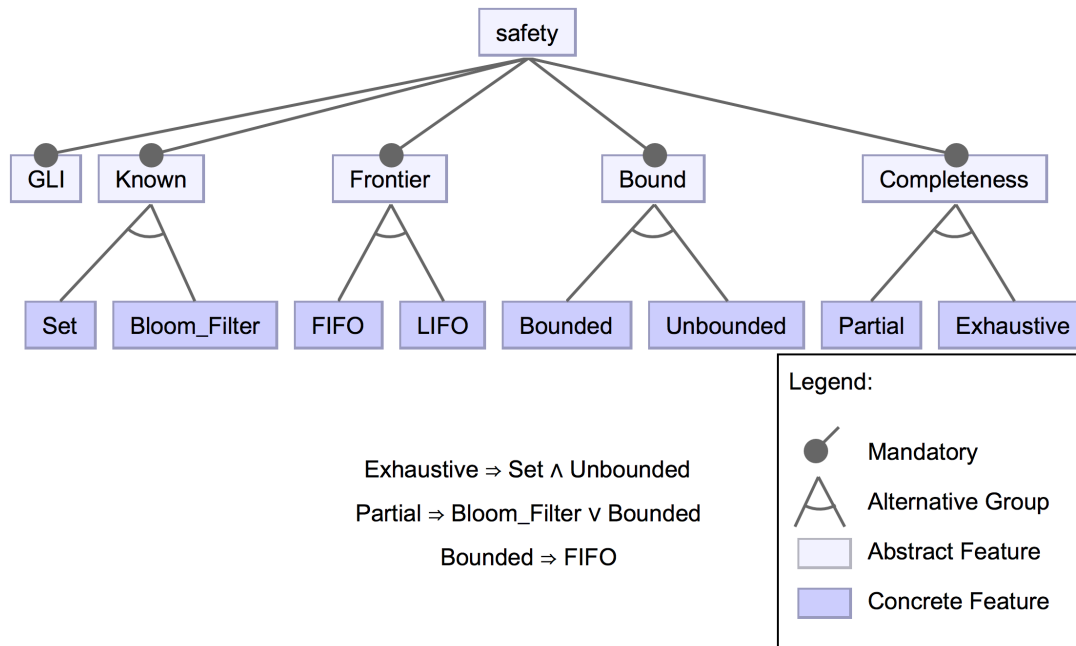 safety
GLI
Known
Frontier
Bound
Completeness
Set
Bloom_Filter
FIFO
LIFO
Bounded
Unbounded
Partial
Exhaustive
Legend:
Mandatory
Alternative Group
Abstract Feature
Concrete Feature
Exhaustive ⇒ Set ∧ Unbounded
Partial ⇒ Bloom_Filter ∨ Bounded
Bounded ⇒ FIFO